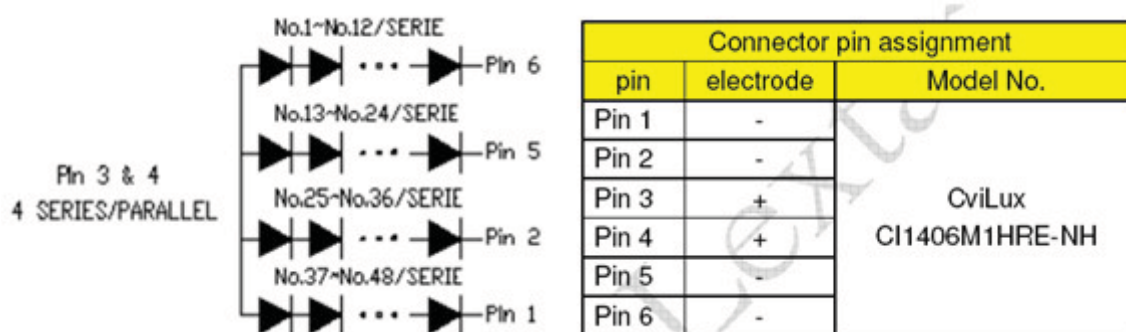 No.1~No.12/SERIE
PIn 6
No.13~No.24/SERIE
PIn 5
PIn 3 & 4
4 SERIES/PARALLEL
No.25~No.36/SERIE
PIn 2
No.37~No.48/SERIE
PIn 1
Connector pin assignment
pin electrode Model No.
Pin 1 -
Pin 2 -
Pin 3 +
Pin 4 +
Pin 5 -
Pin 6 -
CviLux
CI1406M1HRE-NH